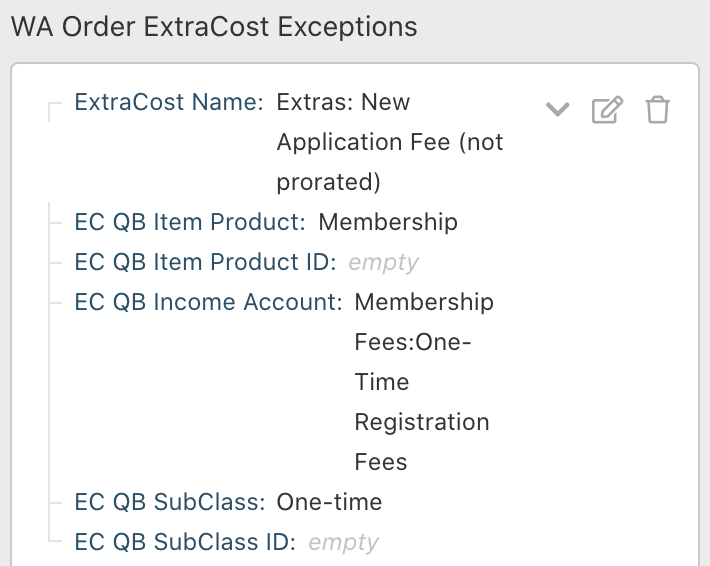 WA Order ExtraCost Exceptions
ExtraCost Name: Extras: New
Application Fee (not
prorated)
EC QB Item Product: Membership
EC QB Item Product ID: empty
EC QB Income Account: Membership
Fees:One-
Time
Registration
Fees
EC QB SubClass: One-time
EC QB SubClass ID: empty